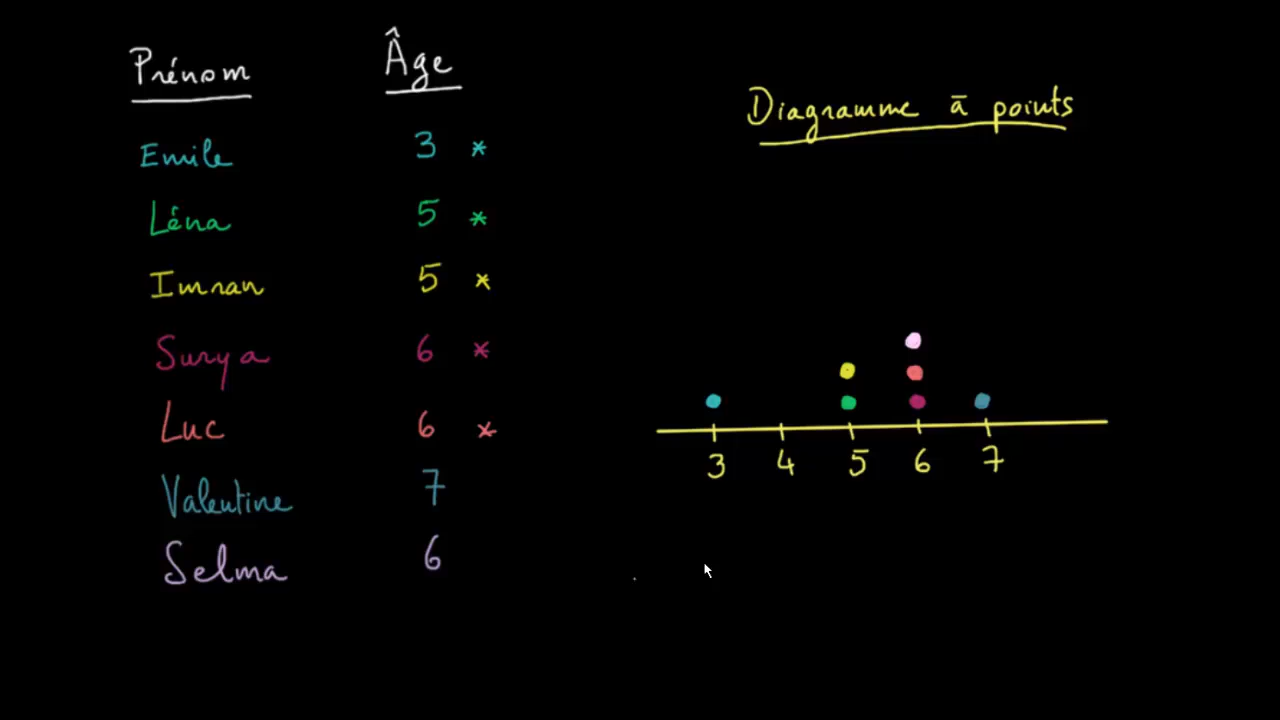 Prénom Âge
Emile 3 *
Léna 5 *
Imran 5 *
Surya 6 *
Luc 6 *
Valentine 7
Selma 6
Diagramme à points
3 4 5 6 7